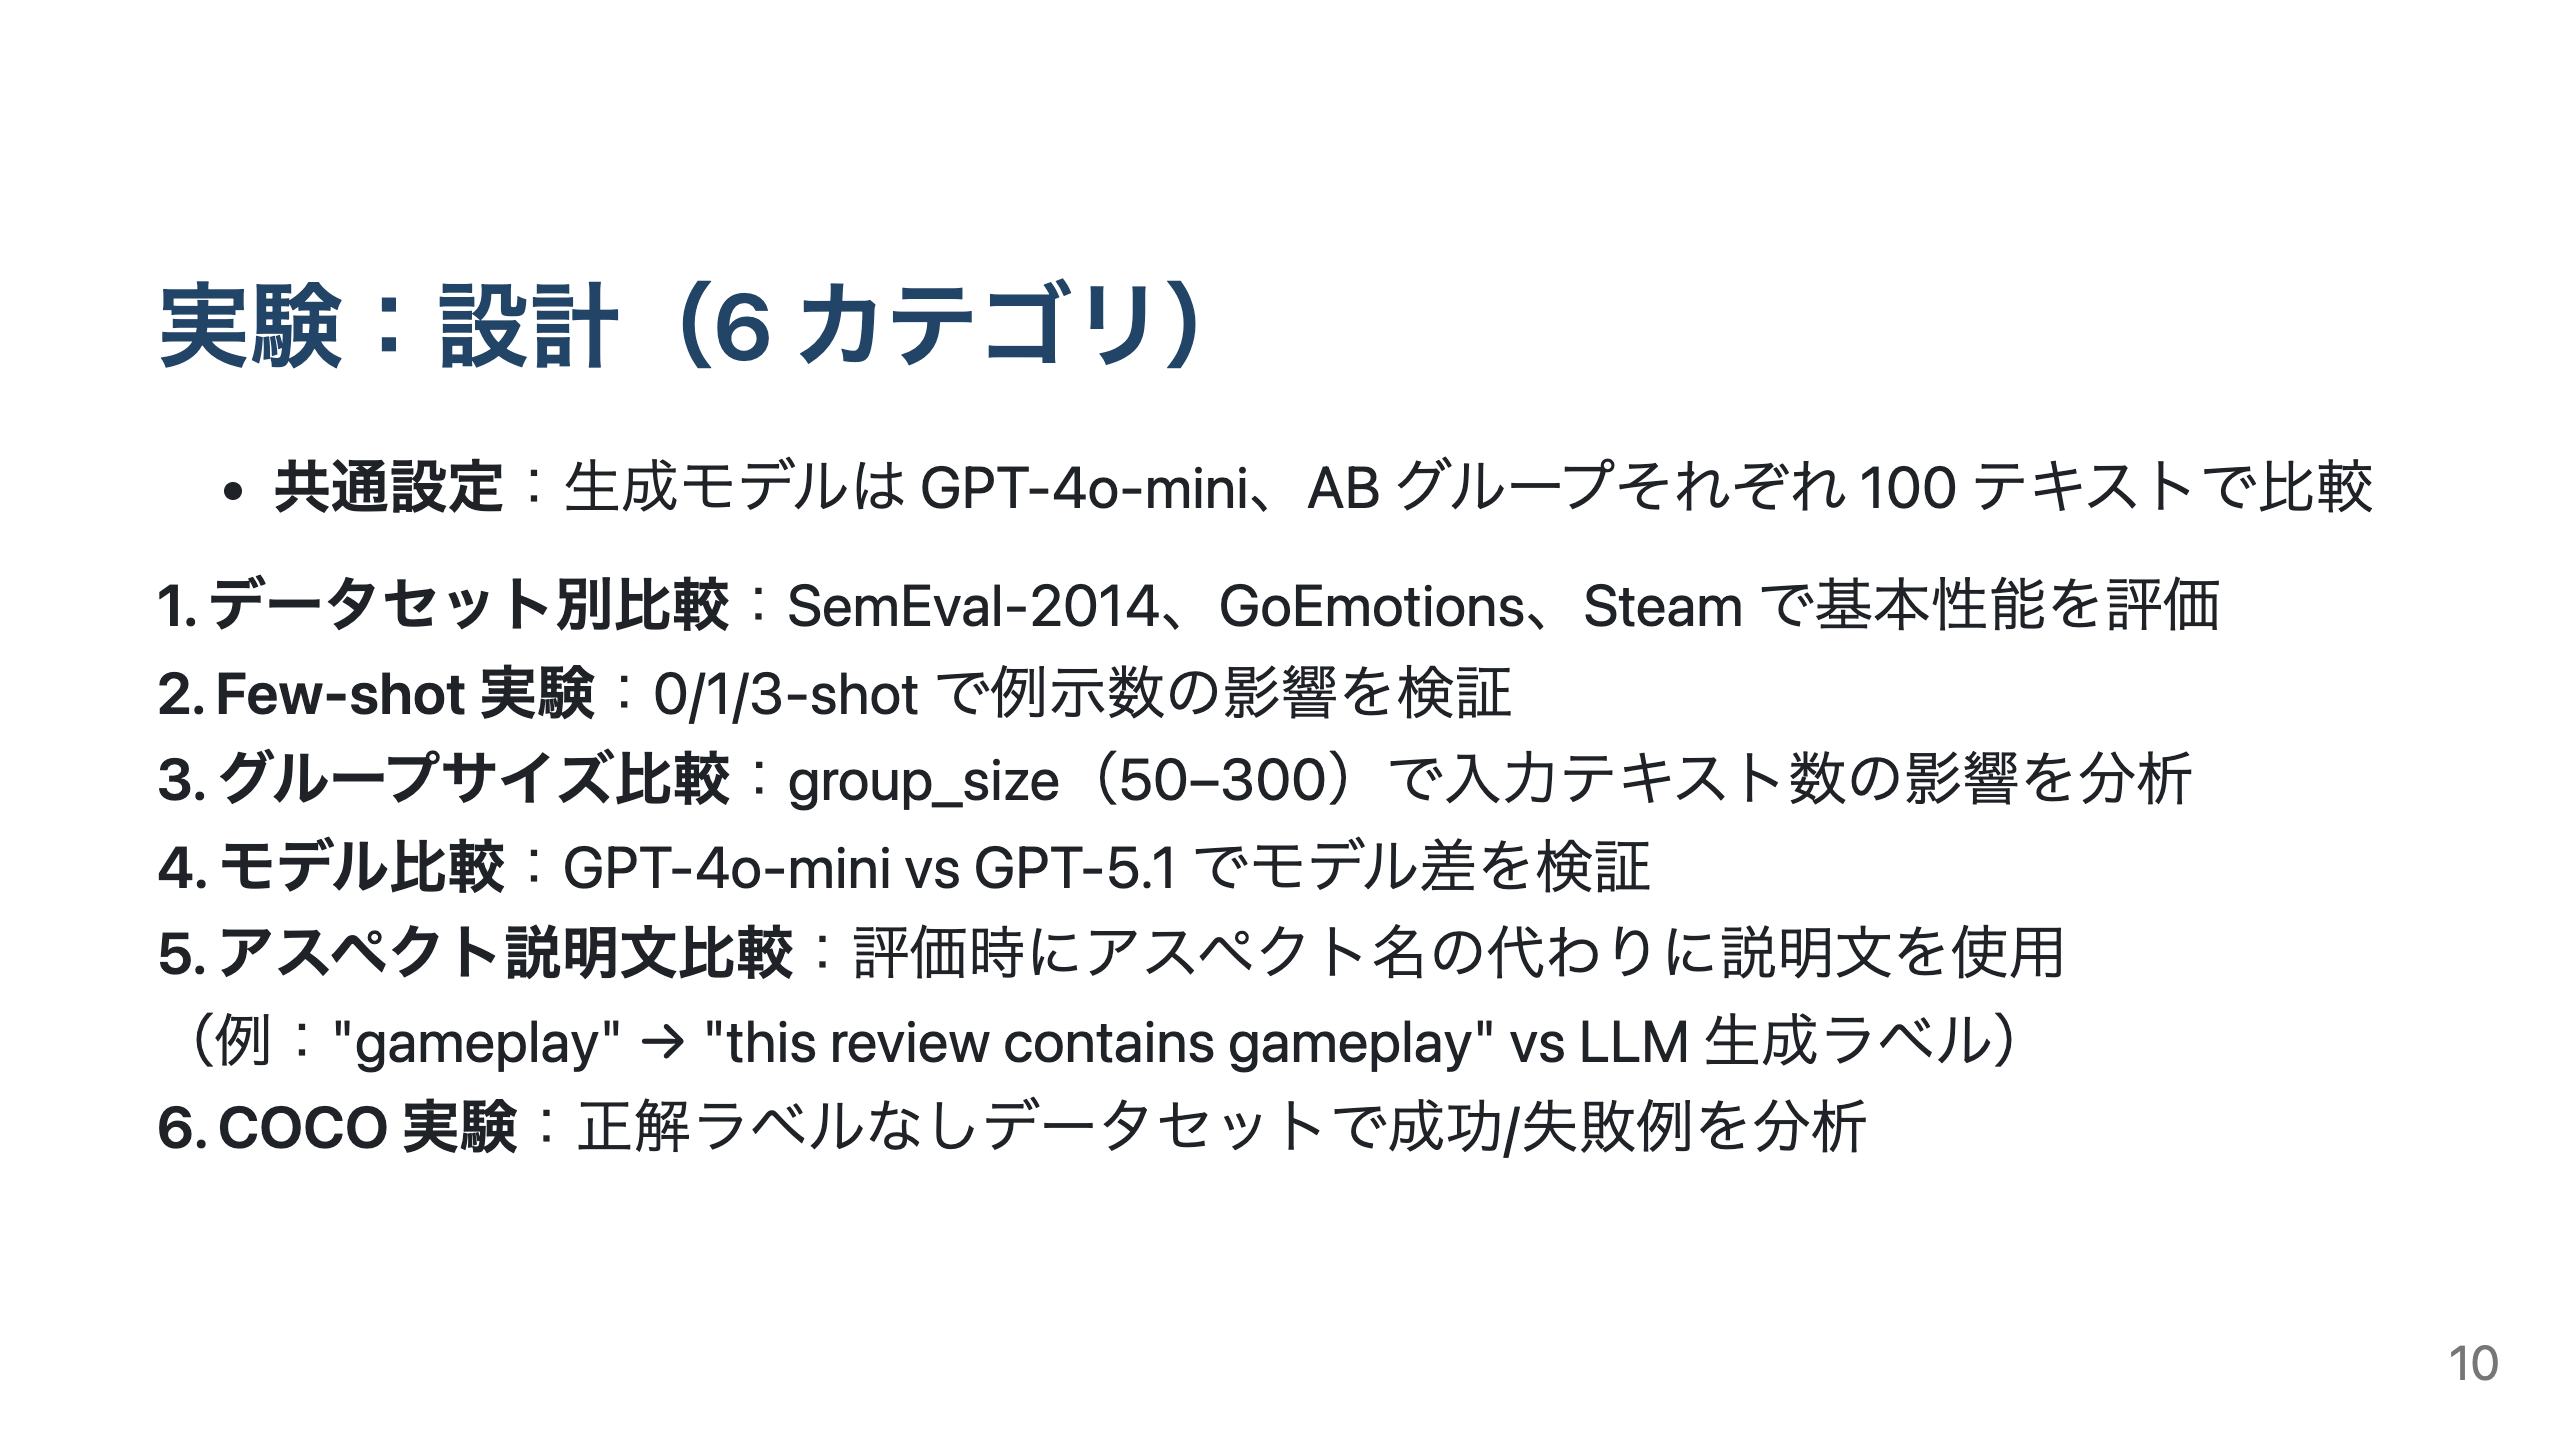 実験：設計（6 カテゴリ）
• 共通設定：生成モデルは GPT-4o-mini、AB グループそれぞれ 100 テキストで比較
1. データセット別比較：SemEval-2014、GoEmotions、Steam で基本性能を評価
2. Few-shot 実験：0/1/3-shot で例示数の影響を検証
3. グループサイズ比較：group_size（50–300）で入力テキスト数の影響を分析
4. モデル比較：GPT-4o-mini vs GPT-5.1 でモデル差を検証
5. アスペクト説明文比較：評価時にアスペクト名の代わりに説明文を使用
（例："gameplay" → "this review contains gameplay" vs LLM 生成ラベル）
6. COCO 実験：正解ラベルなしデータセットで成功/失敗例を分析
10